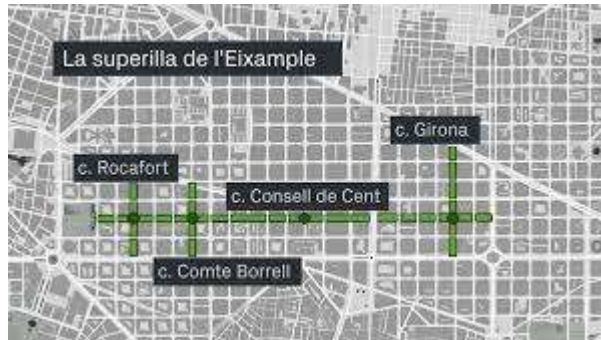 La superilla de l'Eixample
c. Girona
c. Rocafort
c. Consell de Cent
c. Comte Borrell